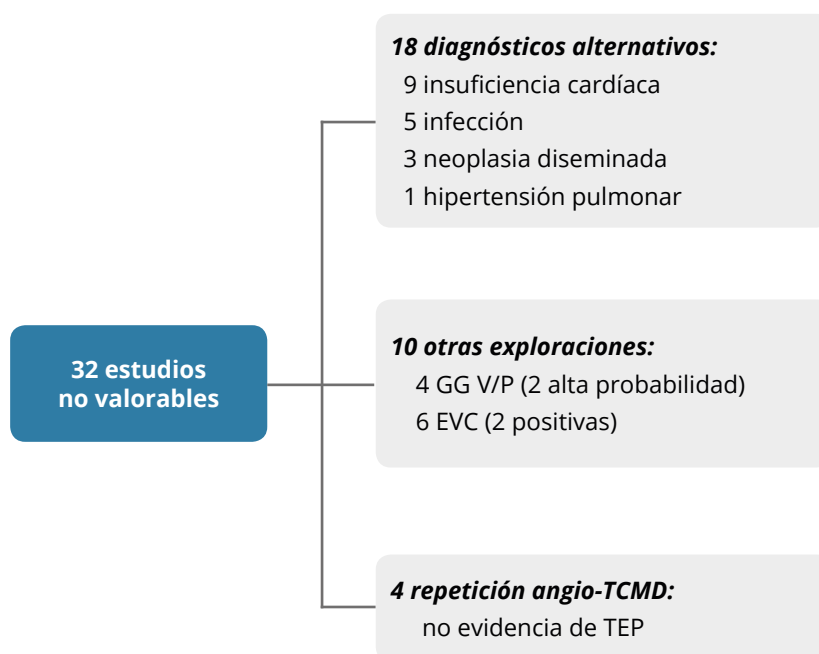 18 diagnósticos alternativos:
9 insuficiencia cardíaca
5 infección
3 neoplasia diseminada
1 hipertensión pulmonar
32 estudios
no valorables
10 otras exploraciones:
4 GG V/P (2 alta probabilidad)
6 EVC (2 positivas)
4 repetición angio-TCMD:
no evidencia de TEP